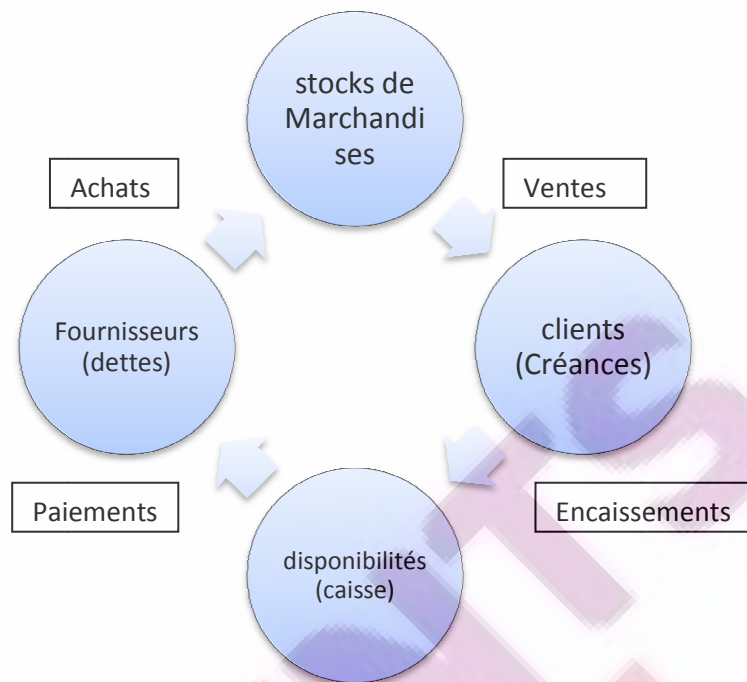 stocks de
Marchandi
ses
Achats
Ventes
Fournisseurs
(dettes)
clients
(Créances)
Paiements
Encaissements
disponibilités
(caisse)